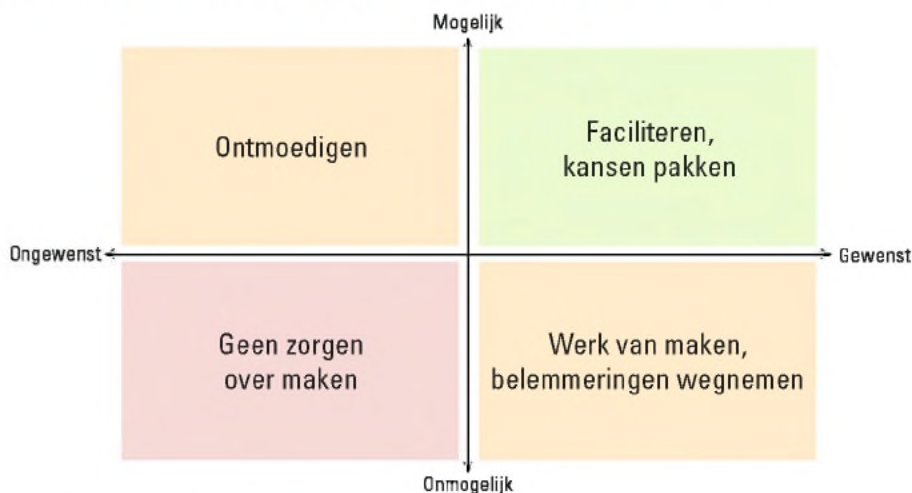 Mogelijk
Ontmoedigen
Faciliteren,
kansen pakken
Ongewenst
Gewenst
Geen zorgen
over maken
Werk van maken,
belemmeringen wegnemen
Onmogelijk